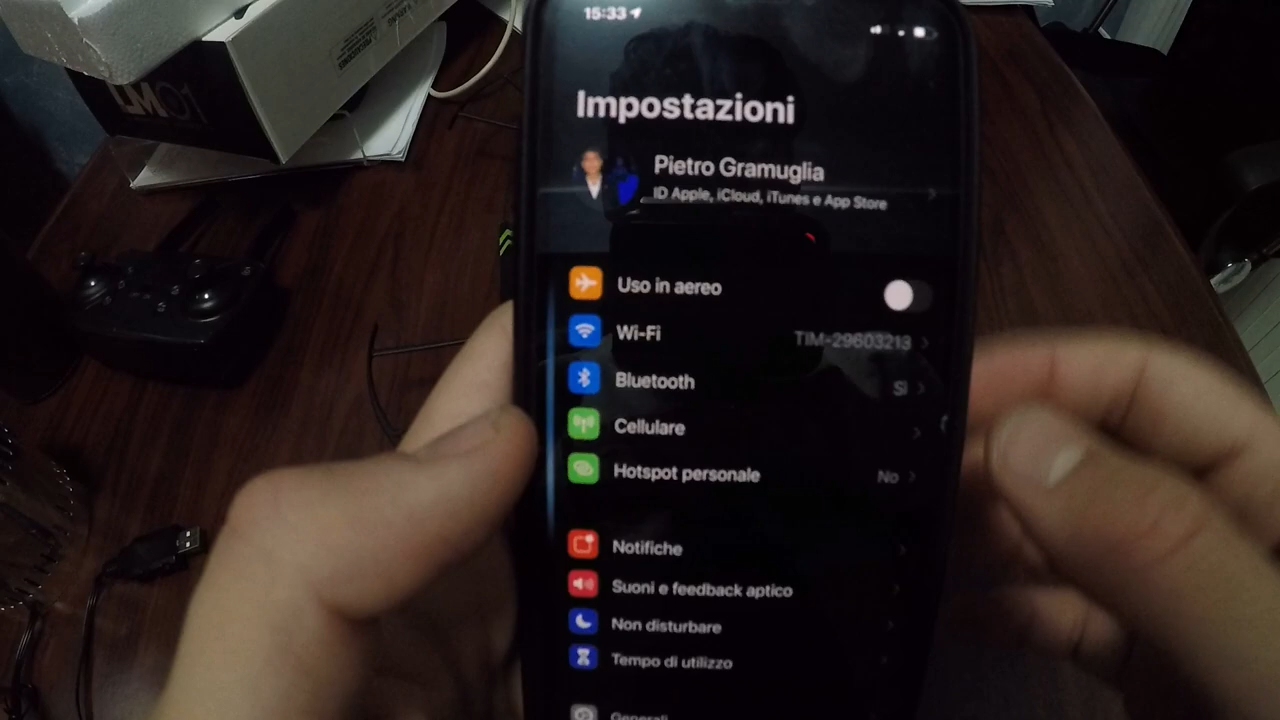 15:33
LM01
Impostazioni
Pietro Gramuglia
ID Apple, iCloud, iTunes e App Store
Uso in aereo
Wi-Fi TIM-29603213
Bluetooth Sì
Cellulare
Hotspot personale No
Notifiche
Suoni e feedback aptico
Non disturbare
Tempo di utilizzo
Generali